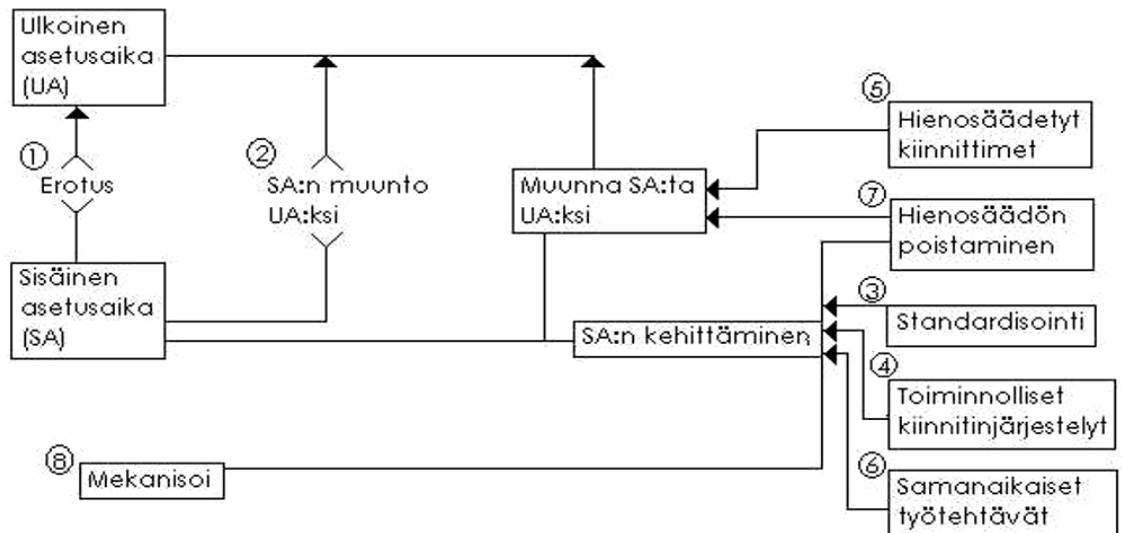 Ulkoinen
asetusaika
(UA)
①
Erotus
②
SA:n muunto
UA:ksi
Muunna SA:ta
UA:ksi
⑤
Hienosäädetyt
kiinnittimet
⑦
Hienosäädön
poistaminen
Sisäinen
asetusaika
(SA)
SA:n kehittäminen
③
Standardisointi
④
Toiminnolliset
kiinnitinjärjestelyt
⑧
Mekanisoi
⑥
Samanaikaiset
työtehtävät